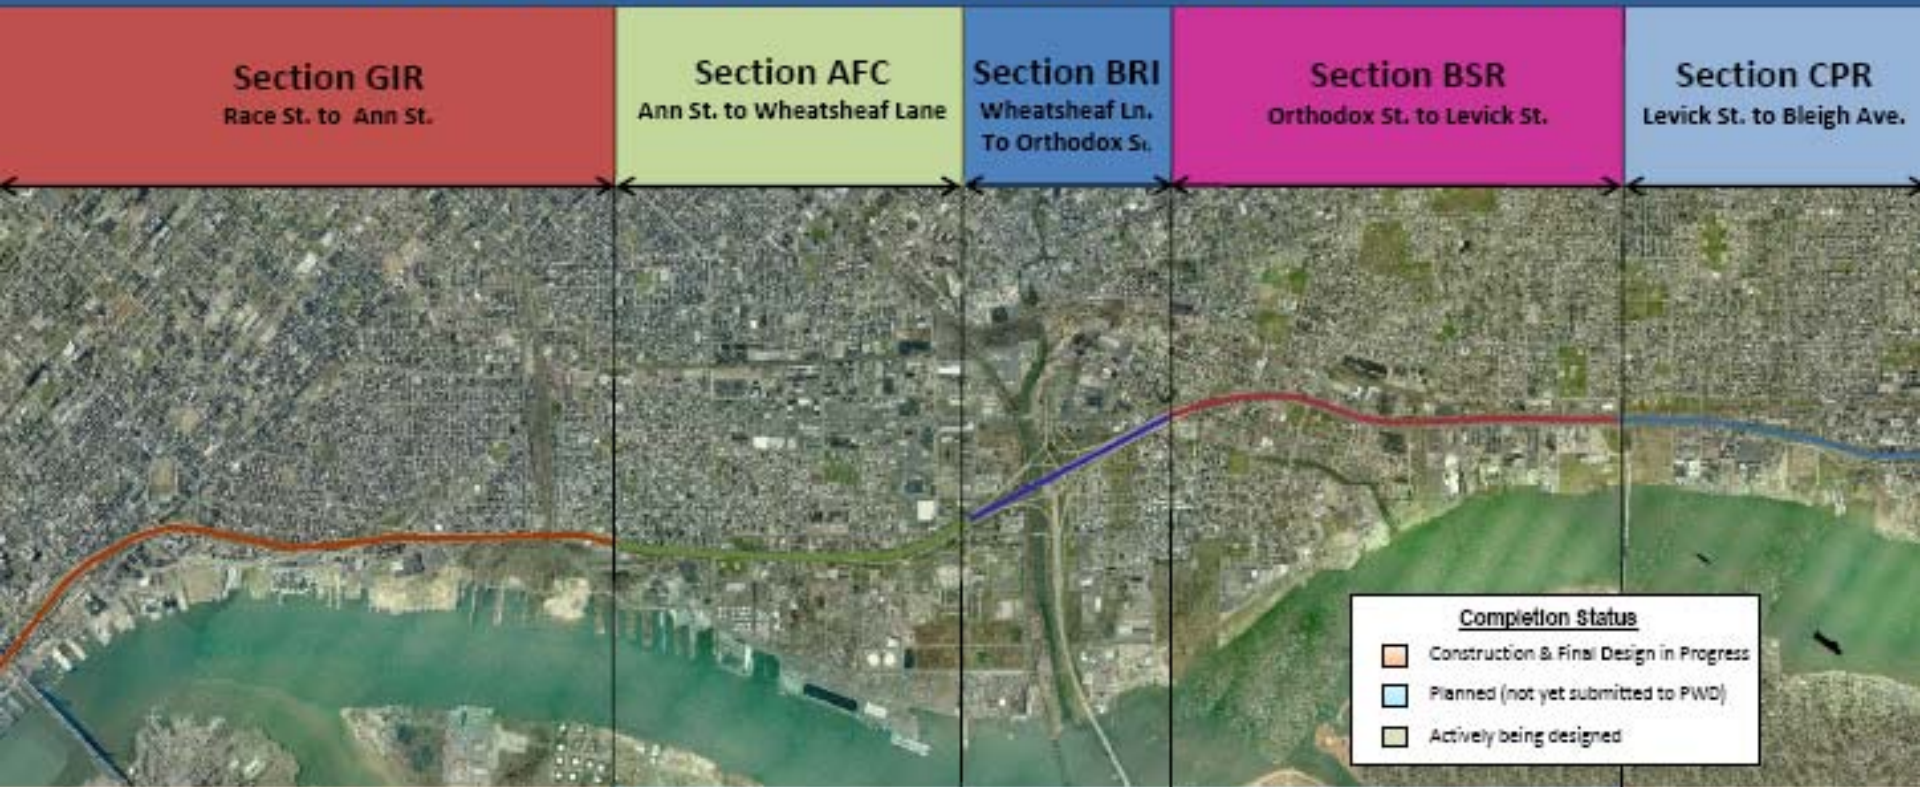 Section GIR
Race St. to Ann St.
Section AFC
Ann St. to Wheatsheaf Lane
Section BRI
Wheatsheaf Ln.
To Orthodox St.
Section BSR
Orthodox St. to Levick St.
Section CPR
Levick St. to Bleigh Ave.
Completion Status
Construction & Final Design in Progress
Planned (not yet submitted to PWD)
Actively being designed